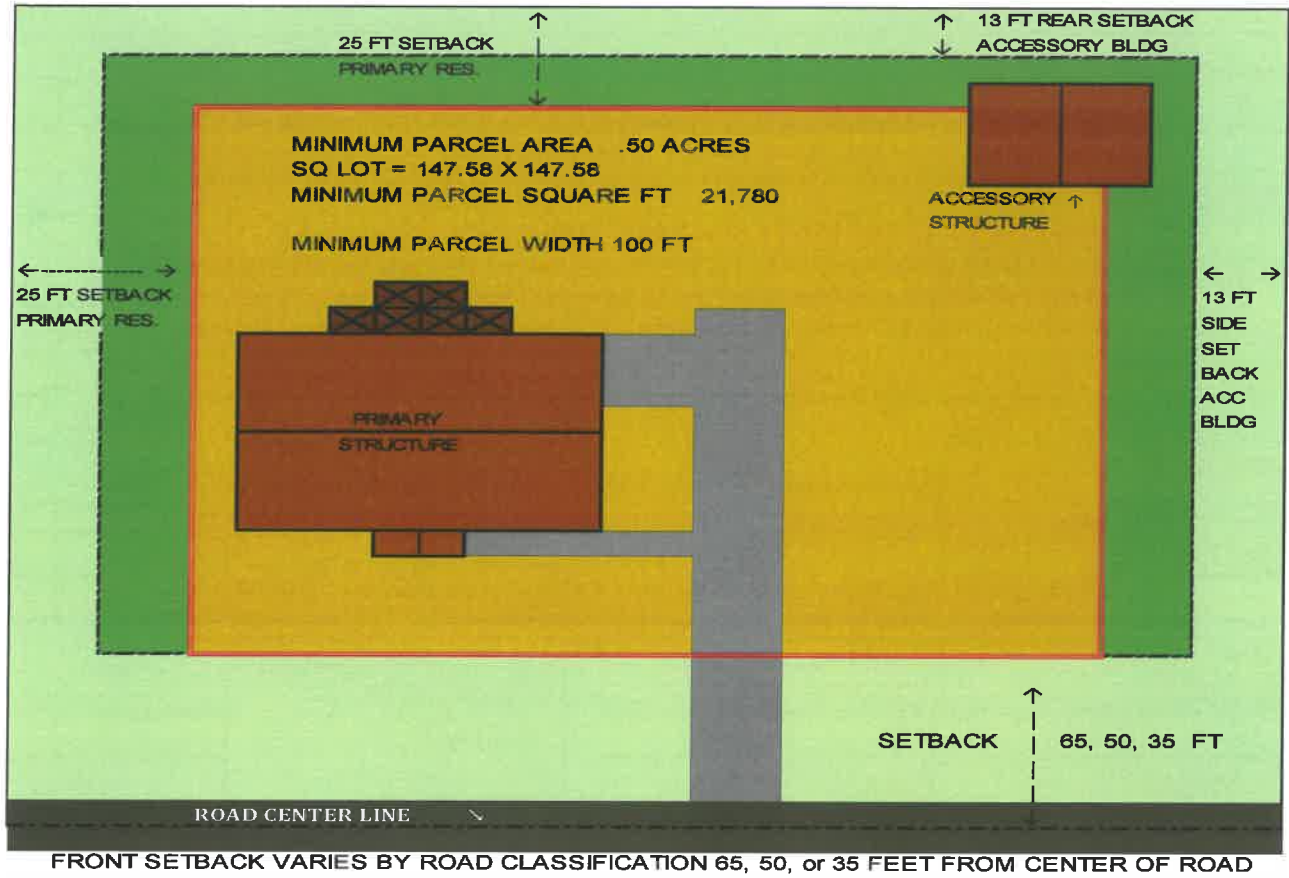 25 FT SETBACK
PRIMARY RES.
13 FT REAR SETBACK
ACCESSORY BLDG
MINIMUM PARCEL AREA .50 ACRES
SQ LOT = 147.58 X 147.58
MINIMUM PARCEL SQUARE FT 21,780
MINIMUM PARCEL WIDTH 100 FT
ACCESSORY
STRUCTURE
25 FT SETBACK
PRIMARY RES.
13 FT
SIDE
SET
BACK
ACC
BLDG
PRIMARY
STRUCTURE
SETBACK 65, 50, 35 FT
ROAD CENTER LINE
FRONT SETBACK VARIES BY ROAD CLASSIFICATION 65, 50, or 35 FEET FROM CENTER OF ROAD